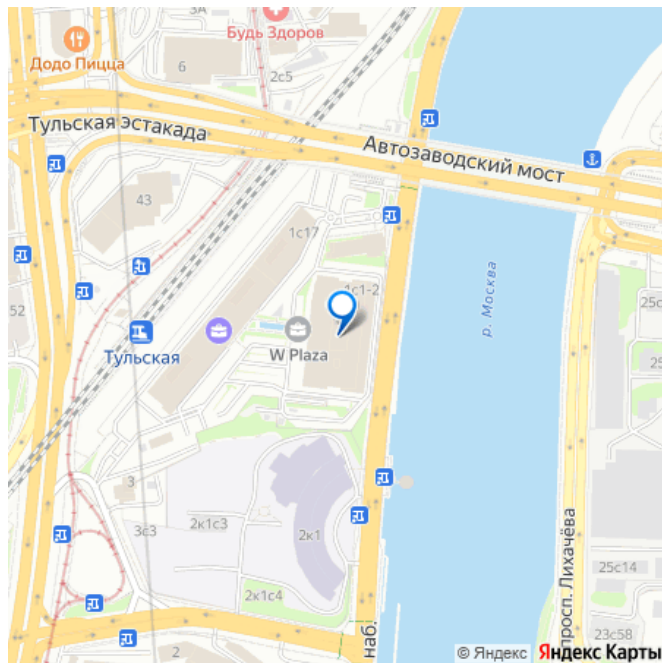 3А
Будь Здоров
Додо Пицца
6
2с5
Тульская эстакада
Автозаводский мост
43
1с17
1с1-2
25с
52
р. Москва
Тульская
W Plaza
25
3
3с3
2к1с3
2к1
25с14
2к1с4
просп. Лихачёва
23с58
наб.
2
© Яндекс Яндекс Карты